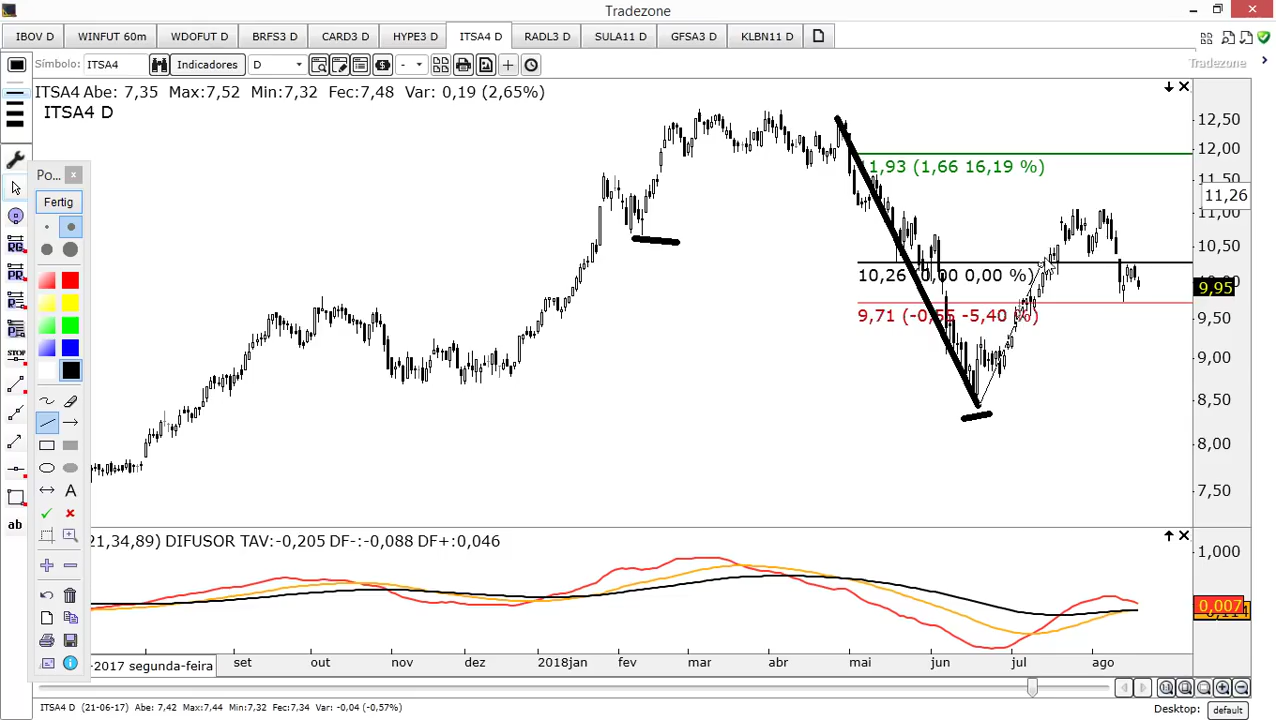 Tradezone
IBOV D WINFUT 60m WDOFUT D BRFS3 D CARD3 D HYPE3 D ITSA4 D RADL3 D SULA11 D GFSA3 D KLBN11 D
Símbolo: ITSA4 Indicadores D - Tradezone
ITSA4 Abe: 7,35 Max:7,52 Min:7,32 Fec:7,48 Var: 0,19 (2,65%)
ITSA4 D
12,50
12,00
11,93 (1,66 16,19 %)
11,50
11,26
11,00
10,50
10,26 (0,00 0,00 %)
9,95
9,71 (-0,55 -5,40 %)
9,50
9,00
8,50
8,00
7,50
Po...
Fertig
RB
PR
PS
PE
STOP
A
ab
21,34,89) DIFUSOR TAV:-0,205 DF-:-0,088 DF+:0,046
1,000
0,007
-2017 segunda-feira set out nov dez 2018jan fev mar abr mai jun jul ago
ITSA4 D (21-06-17) Abe: 7,42 Max:7,44 Min:7,32 Fec:7,34 Var: -0,04 (-0,57%)
Desktop: default